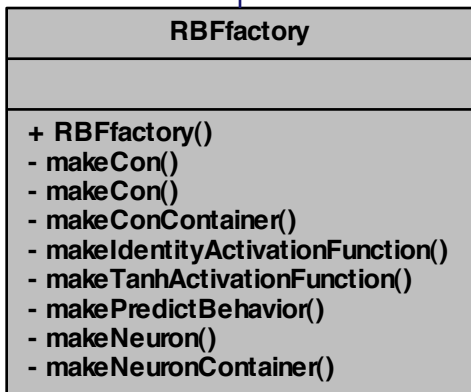 RBFfactory
+ RBFfactory()
- makeCon()
- makeCon()
- makeConContainer()
- makeIdentityActivationFunction()
- makeTanhActivationFunction()
- makePredictBehavior()
- makeNeuron()
- makeNeuronContainer()